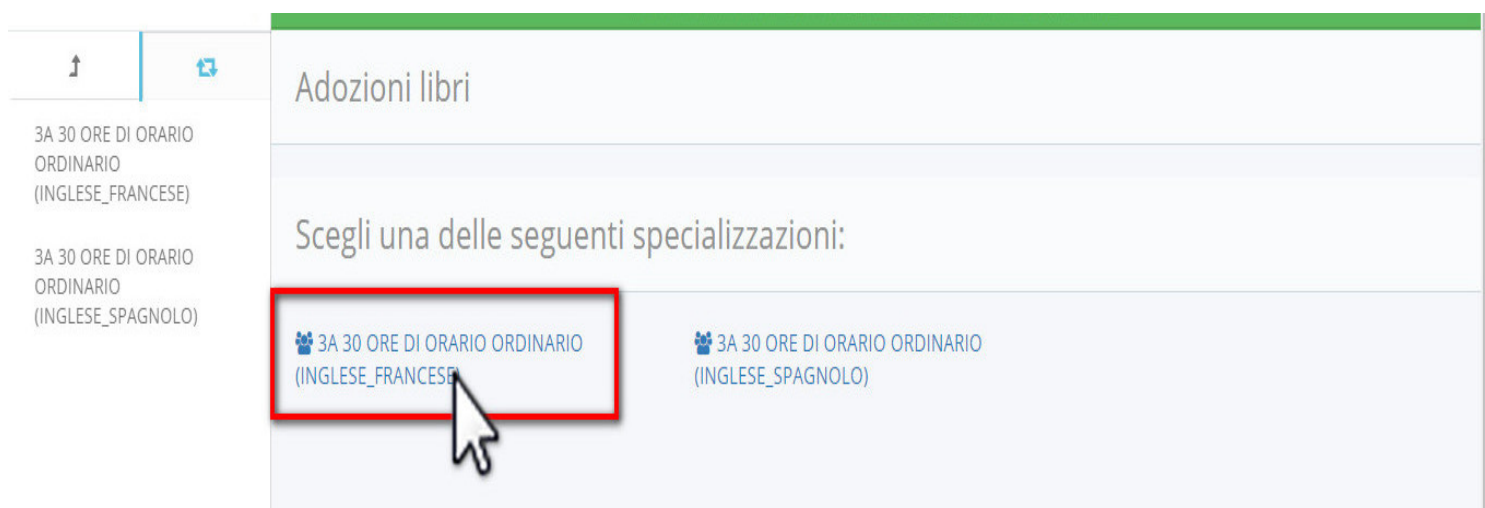 3A 30 ORE DI ORARIO
ORDINARIO
(INGLESE_FRANCESE)
3A 30 ORE DI ORARIO
ORDINARIO
(INGLESE_SPAGNOLO)
Adozioni libri
Scegli una delle seguenti specializzazioni:
3A 30 ORE DI ORARIO ORDINARIO
(INGLESE_FRANCESE)
3A 30 ORE DI ORARIO ORDINARIO
(INGLESE_SPAGNOLO)